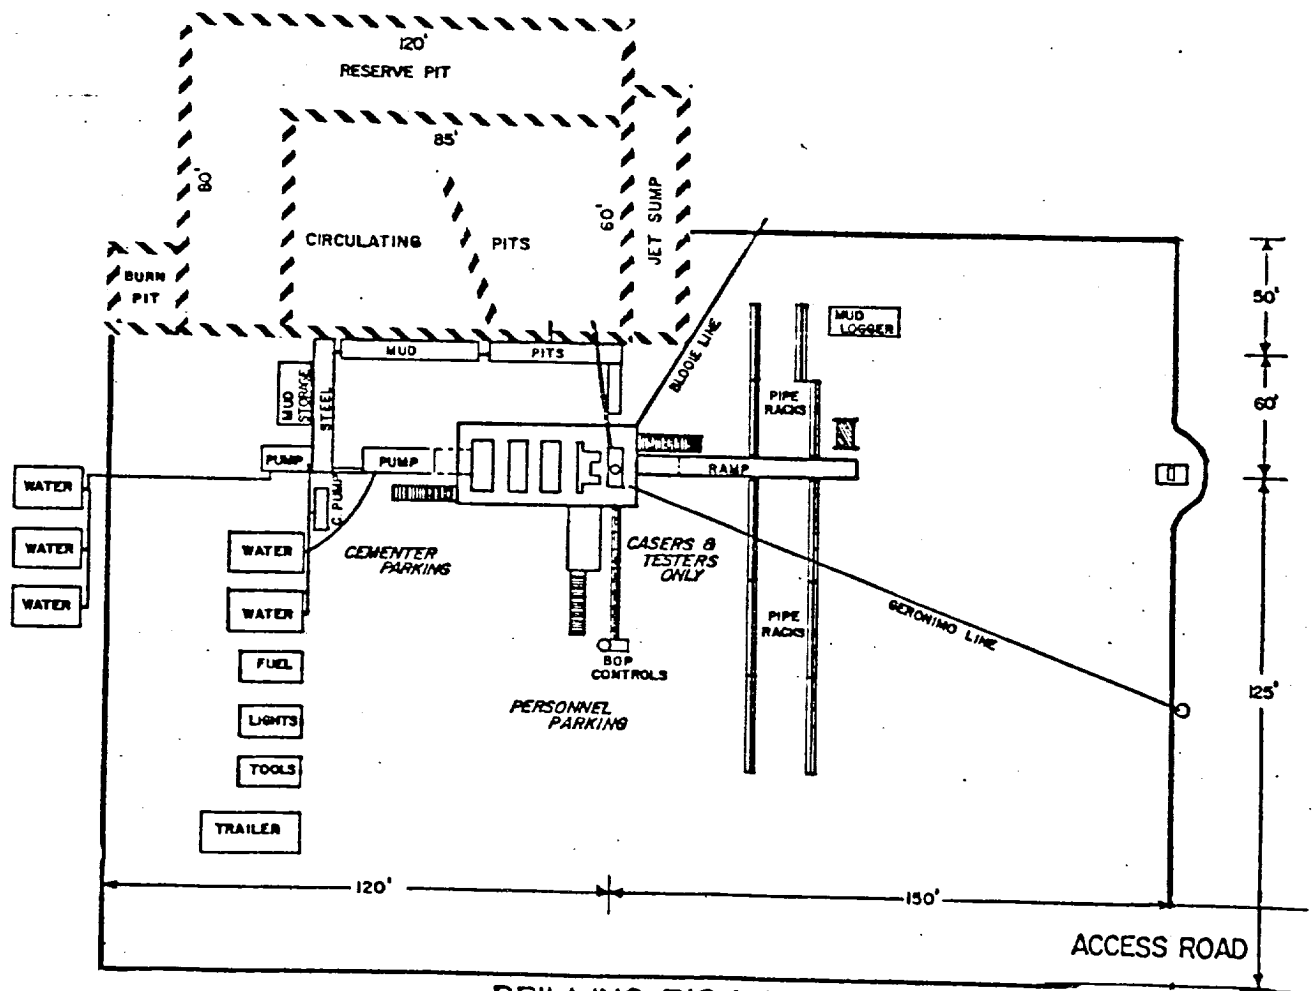 120'
RESERVE PIT
85'
80'
60'
JET SUMP
CIRCULATING PITS
BURN
PIT
50'
MUD
LOGGER
MUD PITS
BLOOIE LINE
MUD
STORAGE
STEEL
PIPE
RACKS
60'
PUMP
PUMP
RAMP
WATER
C. PUMP
WATER
WATER
CEMENTER
PARKING
CASERS &
TESTERS
ONLY
WATER
WATER
GERONIMO LINE
PIPE
RACKS
FUEL
BOP
CONTROLS
125'
LIGHTS
PERSONNEL
PARKING
TOOLS
TRAILER
120'
150'
ACCESS ROAD